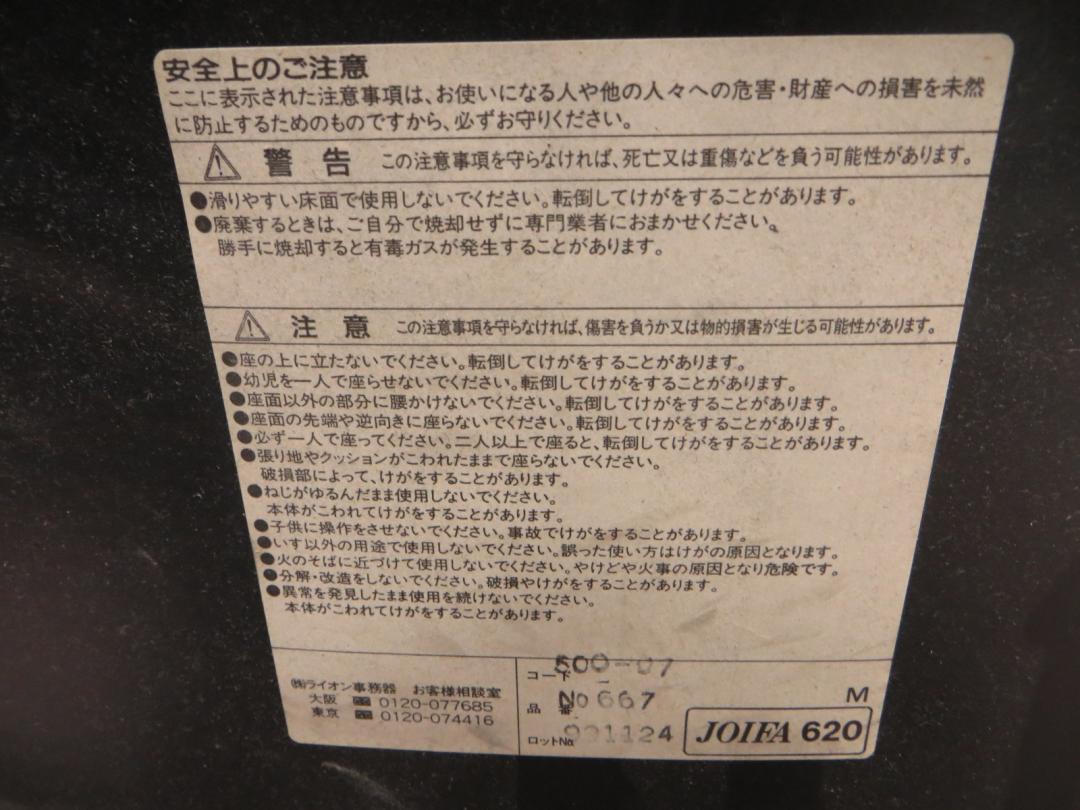 安全上のご注意
ここに表示された注意事項は、お使いになる人や他の人々への危害・財産への損害を未然
に防止するためのものですから、必ずお守りください。
警告 この注意事項を守らなければ、死亡又は重傷などを負う可能性があります。
●滑りやすい床面で使用しないでください。転倒してけがをすることがあります。
●廃棄するときは、ご自分で焼却せずに専門業者におまかせください。
勝手に焼却すると有毒ガスが発生することがあります。
注意 この注意事項を守らなければ、傷害を負うか又は物的損害が生じる可能性があります。
●座の上に立たないでください。転倒してけがをすることがあります。
●幼児を一人で座らせないでください。転倒してけがをすることがあります。
●座面以外の部分に腰かけないでください。転倒してけがをすることがあります。
●座面の先端や逆向きに座らないでください。転倒してけがをすることがあります。
●必ず一人で座ってください。二人以上で座ると、転倒してけがをすることがあります。
●張り地やクッションがこわれたままで座らないでください。
破損部によって、けがをすることがあります。
●ねじがゆるんだまま使用しないでください。
本体がこわれてけがをすることがあります。
●子供に操作をさせないでください。事故でけがをすることがあります。
●いす以外の用途で使用しないでください。誤った使い方はけがの原因となります。
●火のそばに近づけて使用しないでください。やけどや火事の原因となり危険です。
●分解・改造をしないでください。破損やけがをすることがあります。
●異常を発見したまま使用を続けないでください。
本体がこわれてけがをすることがあります。
㈱ライオン事務器 お客様相談室
大阪 0120-077685
東京 0120-074416
コード 500-07
品番 No667 M
ロットNo. 991124
JOIFA 620